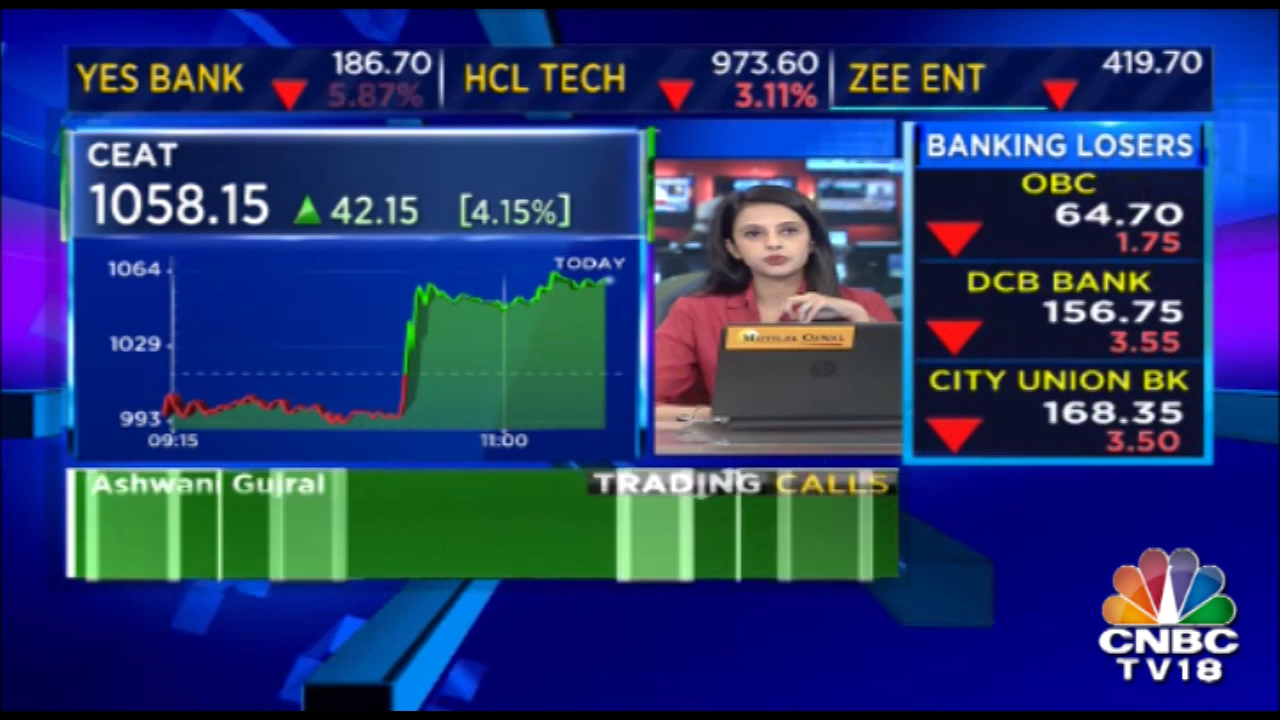 YES BANK 186.70 5.87%
HCL TECH 973.60 3.11%
ZEE ENT 419.70
CEAT
1058.15 42.15 [4.15%]
TODAY
1064
1029
993
09:15 11:00
MOTILAL OSWAL
BANKING LOSERS
OBC
64.70
1.75
DCB BANK
156.75
3.55
CITY UNION BK
168.35
3.50
Ashwani Gujral
TRADING CALLS
CNBC
TV18